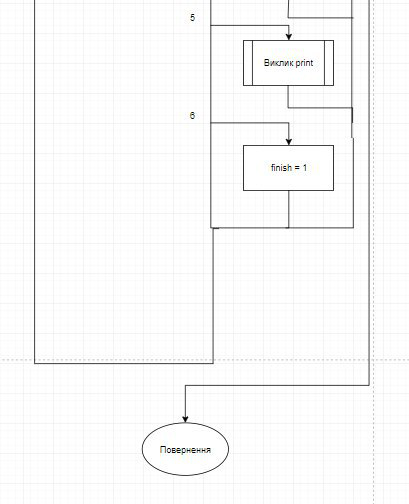 5
Виклик print
6
finish = 1
Повернення